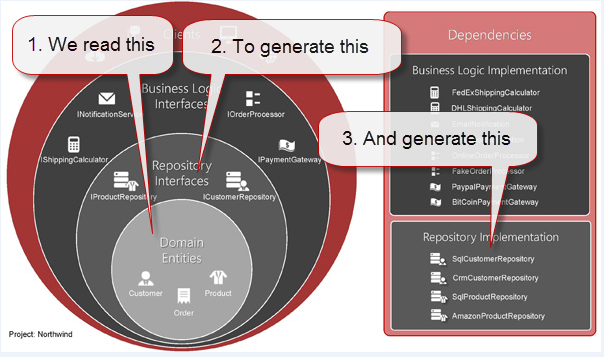 1. We read this
2. To generate this
Clients
Business Logic
Interfaces
INotificationService
IOrderProcessor
IShippingCalculator
IPaymentGateway
Repository
Interfaces
IProductRepository
ICustomerRepository
Domain
Entities
Customer
Product
Order
Project: Northwind
Dependencies
Business Logic Implementation
FedExShippingCalculator
DHLShippingCalculator
3. And generate this
FakeOrderProcessor
PaypalPaymentGateway
BitCoinPaymentGateway
Repository Implementation
SqlCustomerRepository
CrmCustomerRepository
SqlProductRepository
AmazonProductRepository